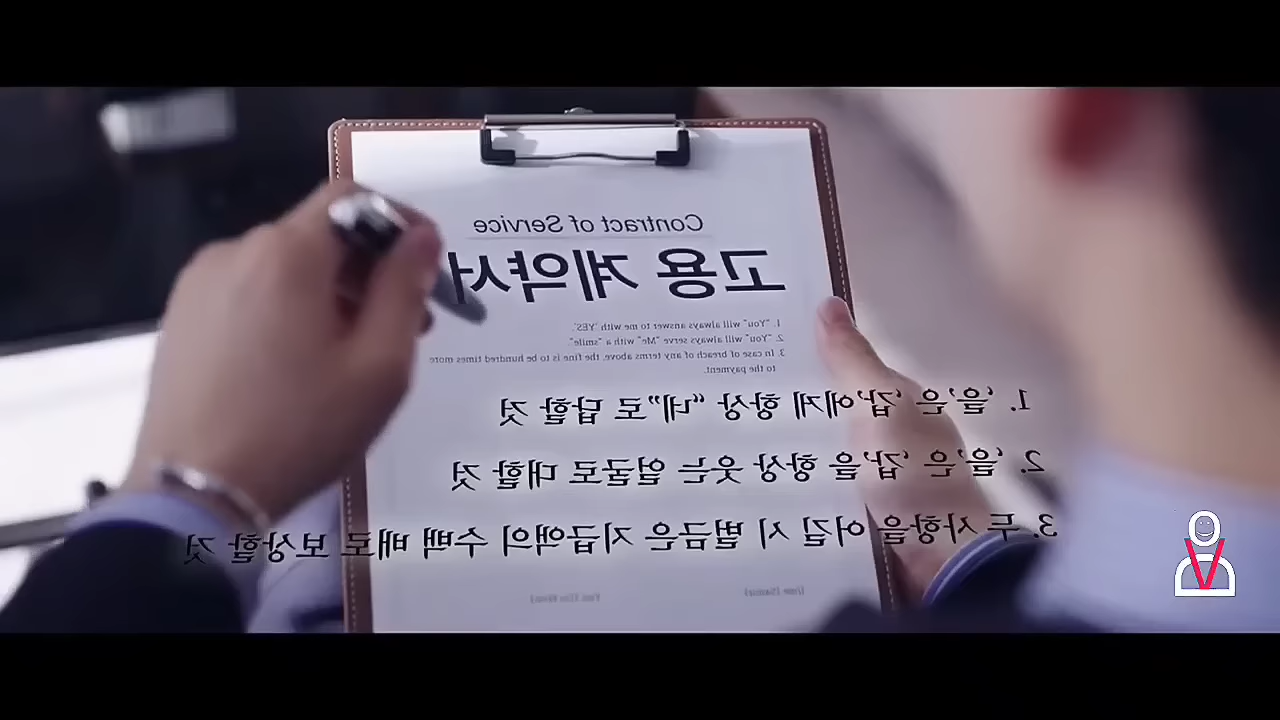 Contract of Service
고용 계약서
1. "You" will always answer to me with 'YES'.
2. "You" will always serve "Me" with a "smile".
3. In case of breach of any terms above, the fine is to be hundred times more
to the payment.
1. '을'은 '갑'에게 항상 “네”로 답할 것
2. '을'은 '갑'을 항상 웃는 얼굴로 대할 것
3.두 사항을 어길 시 벌금은 지급액의 수백 배로 보상할 것
V